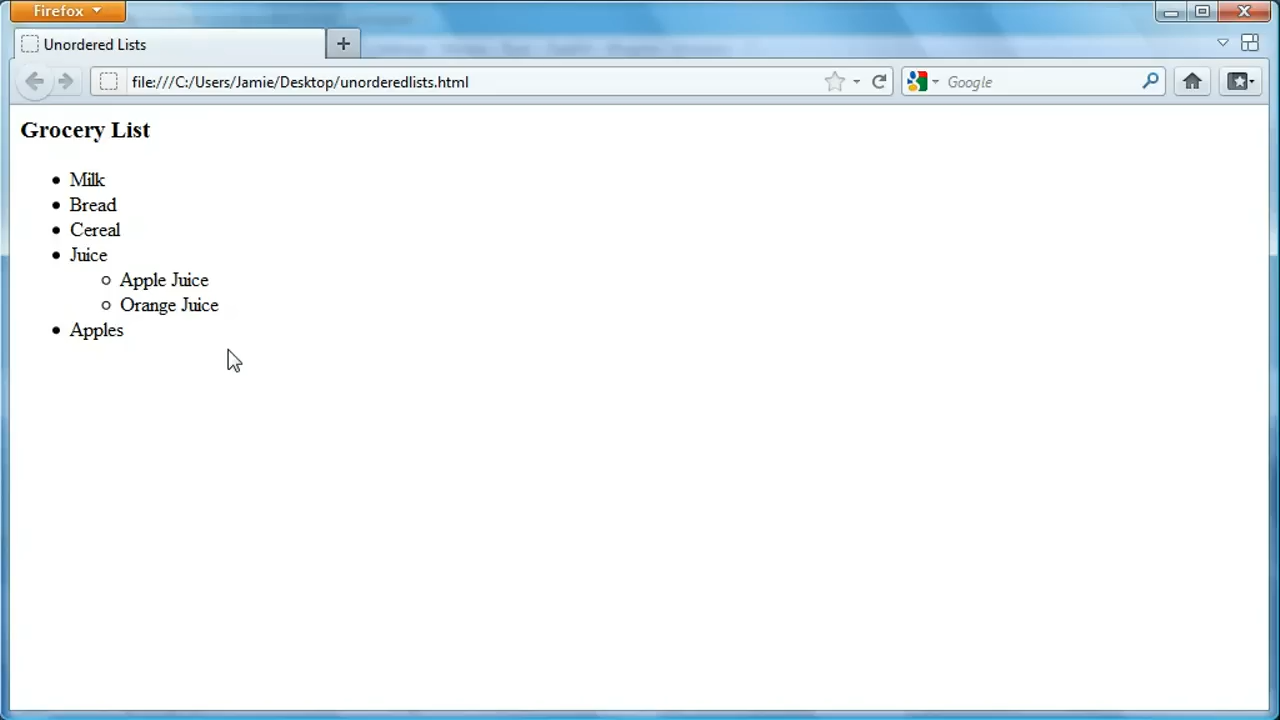 Firefox
Unordered Lists
file:///C:/Users/Jamie/Desktop/unorderedlists.html
Google
Grocery List
Milk
Bread
Cereal
Juice
Apple Juice
Orange Juice
Apples